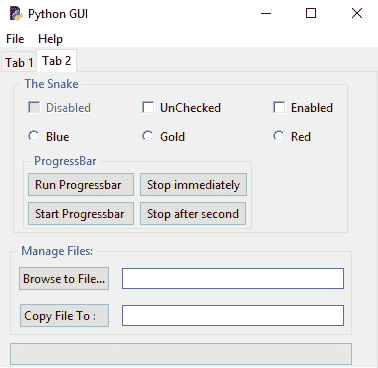 Python GUI
File Help
Tab 1 Tab 2
The Snake
Disabled UnChecked Enabled
Blue Gold Red
ProgressBar
Run Progressbar Stop immediately
Start Progressbar Stop after second
Manage Files:
Browse to File...
Copy File To :